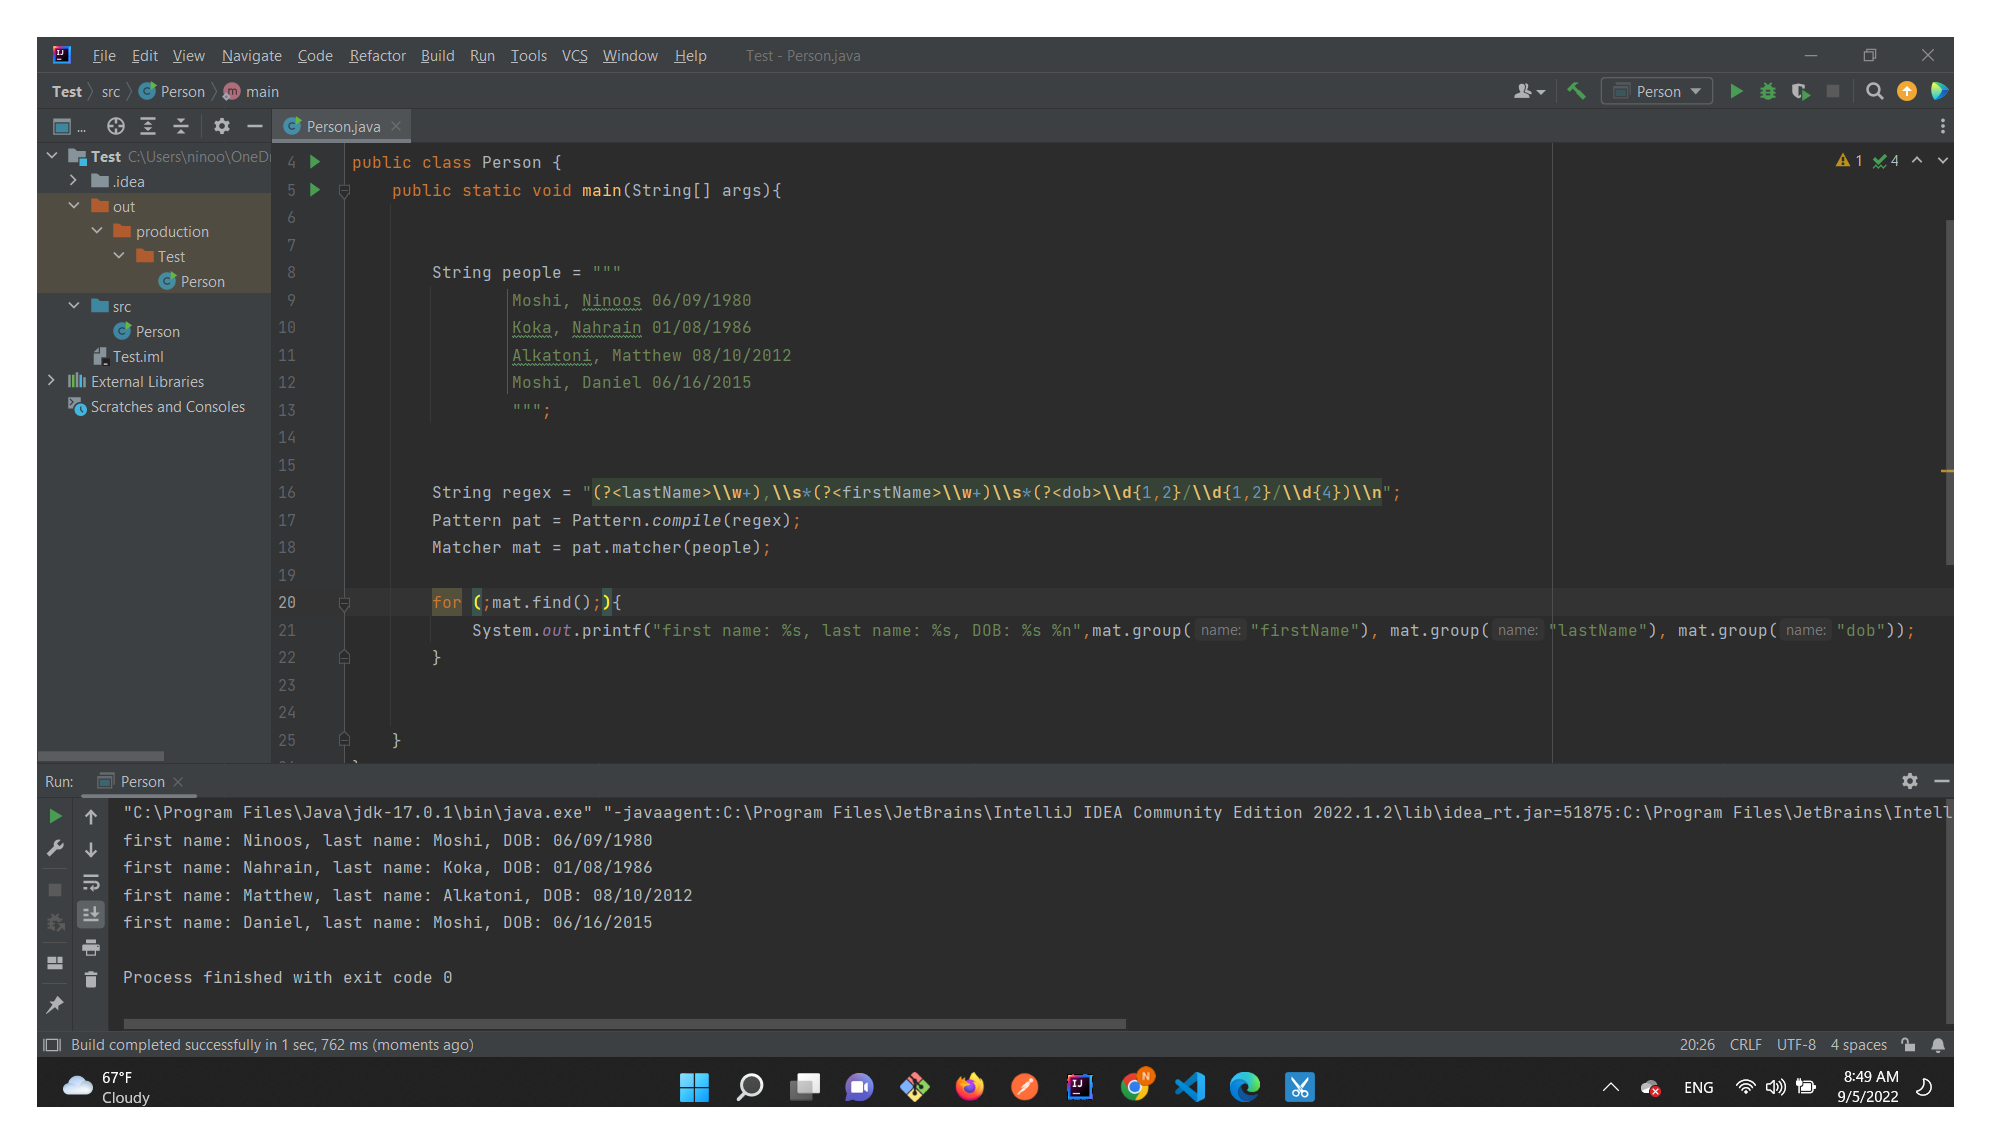 File Edit View Navigate Code Refactor Build Run Tools VCS Window Help Test - Person.java
Test src Person main
Person
... Person.java
Test C:\Users\ninoo\OneD
.idea
out
production
Test
Person
src
Person
Test.iml
External Libraries
Scratches and Consoles
1 4
4 public class Person {
5 public static void main(String[] args){
6
7
8 String people = """
9 Moshi, Ninoos 06/09/1980
10 Koka, Nahrain 01/08/1986
11 Alkatoni, Matthew 08/10/2012
12 Moshi, Daniel 06/16/2015
13 """;
14
15
16 String regex = "(?<lastName>\\w+),\\s*(?<firstName>\\w+)\\s*(?<dob>\\d{1,2}/\\d{1,2}/\\d{4})\\n";
17 Pattern pat = Pattern.compile(regex);
18 Matcher mat = pat.matcher(people);
19
20 for (;mat.find();){
21 System.out.printf("first name: %s, last name: %s, DOB: %s %n",mat.group( name: "firstName"), mat.group( name: "lastName"), mat.group( name: "dob"));
22 }
23
24
25 }
Run: Person
"C:\Program Files\Java\jdk-17.0.1\bin\java.exe" "-javaagent:C:\Program Files\JetBrains\IntelliJ IDEA Community Edition 2022.1.2\lib\idea_rt.jar=51875:C:\Program Files\JetBrains\Intell
first name: Ninoos, last name: Moshi, DOB: 06/09/1980
first name: Nahrain, last name: Koka, DOB: 01/08/1986
first name: Matthew, last name: Alkatoni, DOB: 08/10/2012
first name: Daniel, last name: Moshi, DOB: 06/16/2015
Process finished with exit code 0
Build completed successfully in 1 sec, 762 ms (moments ago)
20:26 CRLF UTF-8 4 spaces
67°F
Cloudy
ENG
8:49 AM
9/5/2022